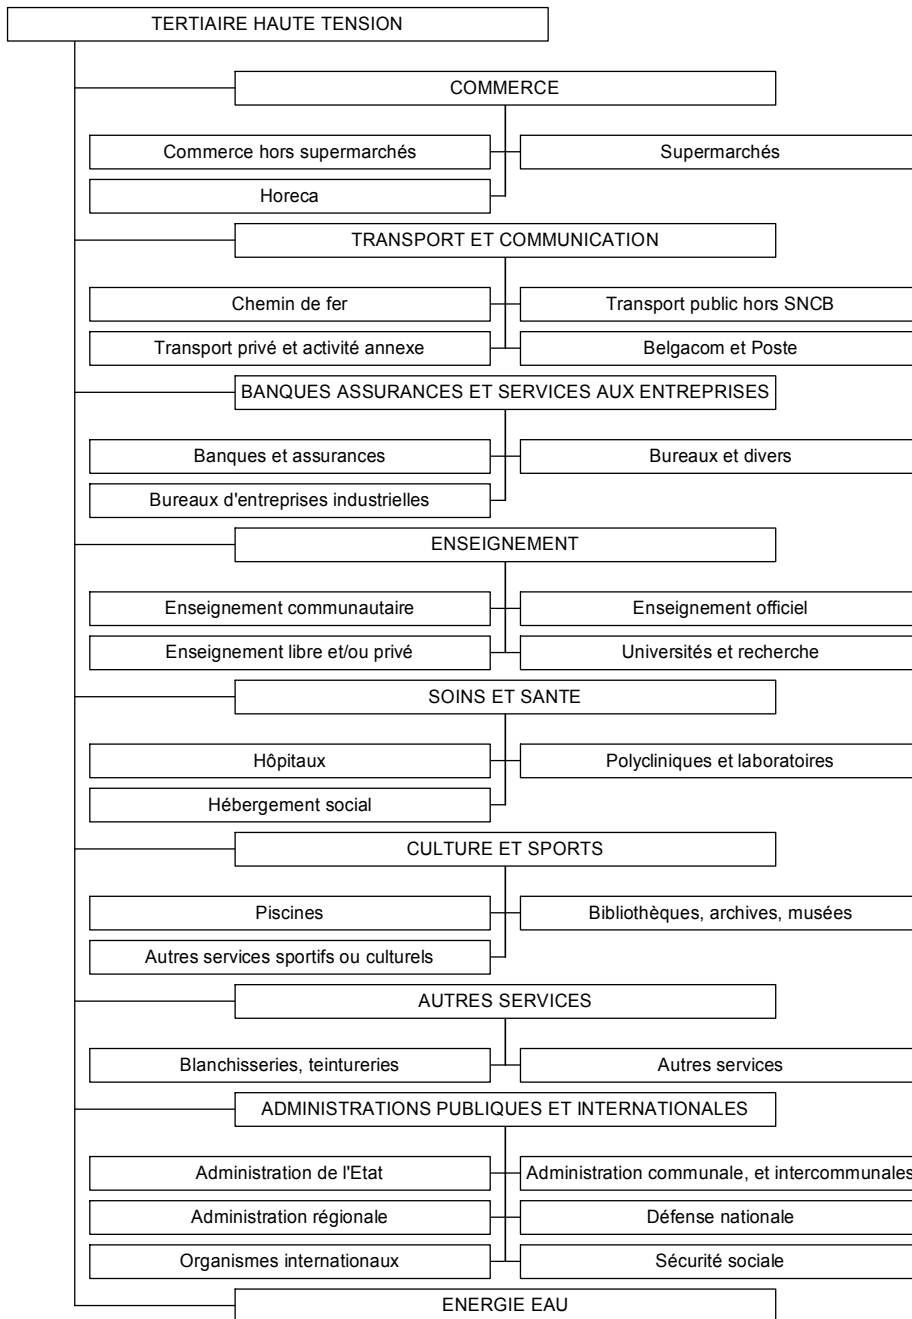 TERTIAIRE HAUTE TENSION
COMMERCE
Commerce hors supermarchés
Supermarchés
Horeca
TRANSPORT ET COMMUNICATION
Chemin de fer
Transport public hors SNCB
Transport privé et activité annexe
Belgacom et Poste
BANQUES ASSURANCES ET SERVICES AUX ENTREPRISES
Banques et assurances
Bureaux et divers
Bureaux d'entreprises industrielles
ENSEIGNEMENT
Enseignement communautaire
Enseignement officiel
Enseignement libre et/ou privé
Universités et recherche
SOINS ET SANTE
Hôpitaux
Polycliniques et laboratoires
Hébergement social
CULTURE ET SPORTS
Piscines
Bibliothèques, archives, musées
Autres services sportifs ou culturels
AUTRES SERVICES
Blanchisseries, teintureries
Autres services
ADMINISTRATIONS PUBLIQUES ET INTERNATIONALES
Administration de l'Etat
Administration communale, et intercommunales
Administration régionale
Défense nationale
Organismes internationaux
Sécurité sociale
ENERGIE EAU